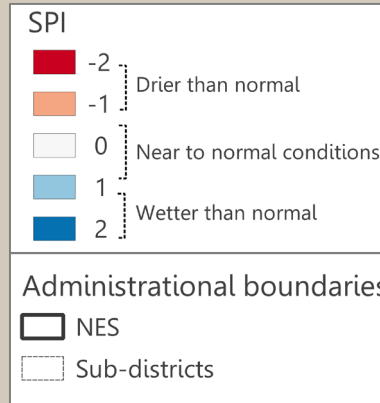 SPI
-2
Drier than normal
-1
0
Near to normal conditions
1
Wetter than normal
2
Administrational boundaries
NES
Sub-districts